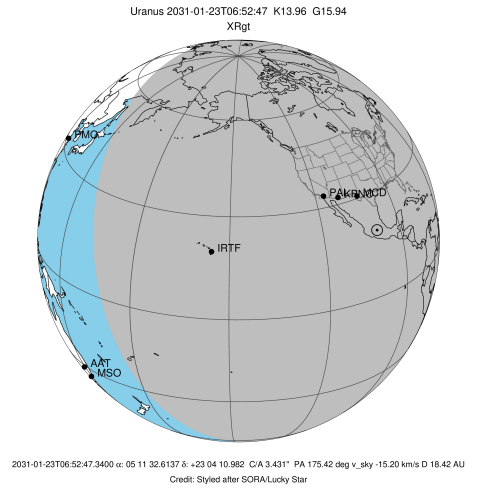 Uranus 2031-01-23T06:52:47 K13.96 G15.94
XRgt
PMO
PAL
MCD
IRTF
AAT
MSO
2031-01-23T06:52:47.3400 α: 05 11 32.6137 δ: +23 04 10.982 C/A 3.431" PA 175.42 deg v_sky -15.20 km/s D 18.42 AU
Credit: Styled after SORA/Lucky Star